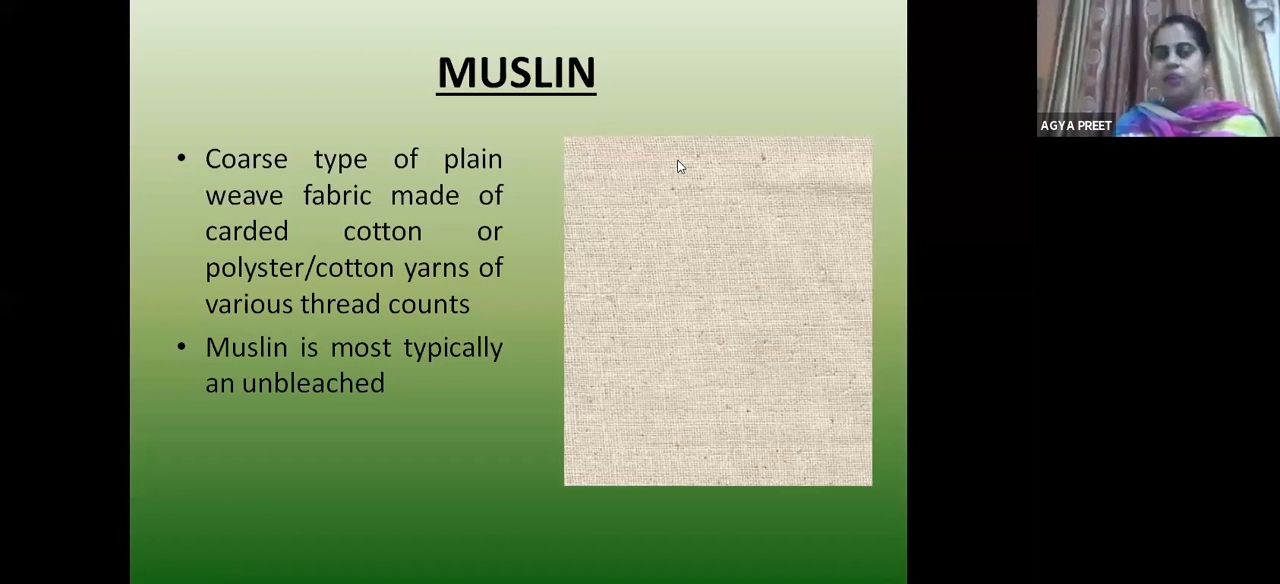 MUSLIN
• Coarse type of plain
weave fabric made of
carded cotton or
polyster/cotton yarns of
various thread counts
• Muslin is most typically
an unbleached
AGYA PREET